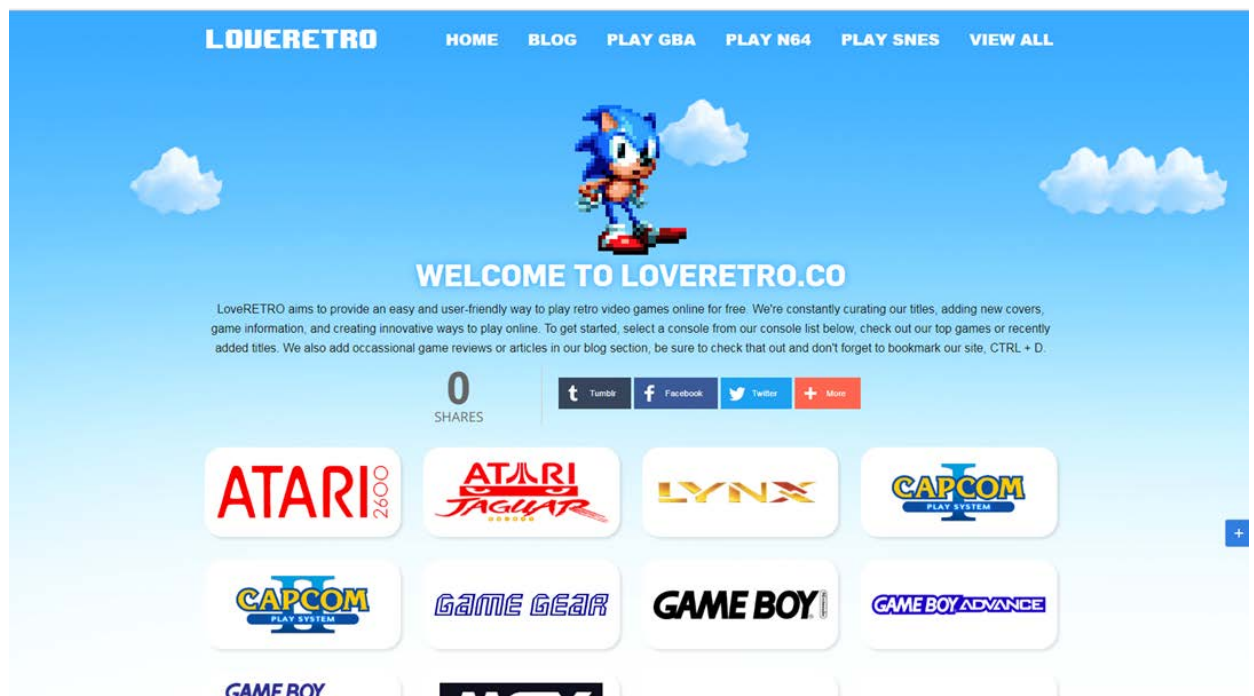 LOVERETRO
HOME BLOG PLAY GBA PLAY N64 PLAY SNES VIEW ALL
WELCOME TO LOVERETRO.CO
LoveRETRO aims to provide an easy and user-friendly way to play retro video games online for free. We're constantly curating our titles, adding new covers,
game information, and creating innovative ways to play online. To get started, select a console from our console list below, check out our top games or recently
added titles. We also add occassional game reviews or articles in our blog section, be sure to check that out and don't forget to bookmark our site, CTRL + D.
0
SHARES
Tumblr Facebook Twitter + More
ATARI 2600
ATARI
JAGUAR
LYNX
CAPCOM I
PLAY SYSTEM
+
CAPCOM II
PLAY SYSTEM
GAME GEAR
GAME BOY
GAME BOY ADVANCE
GAME BOY